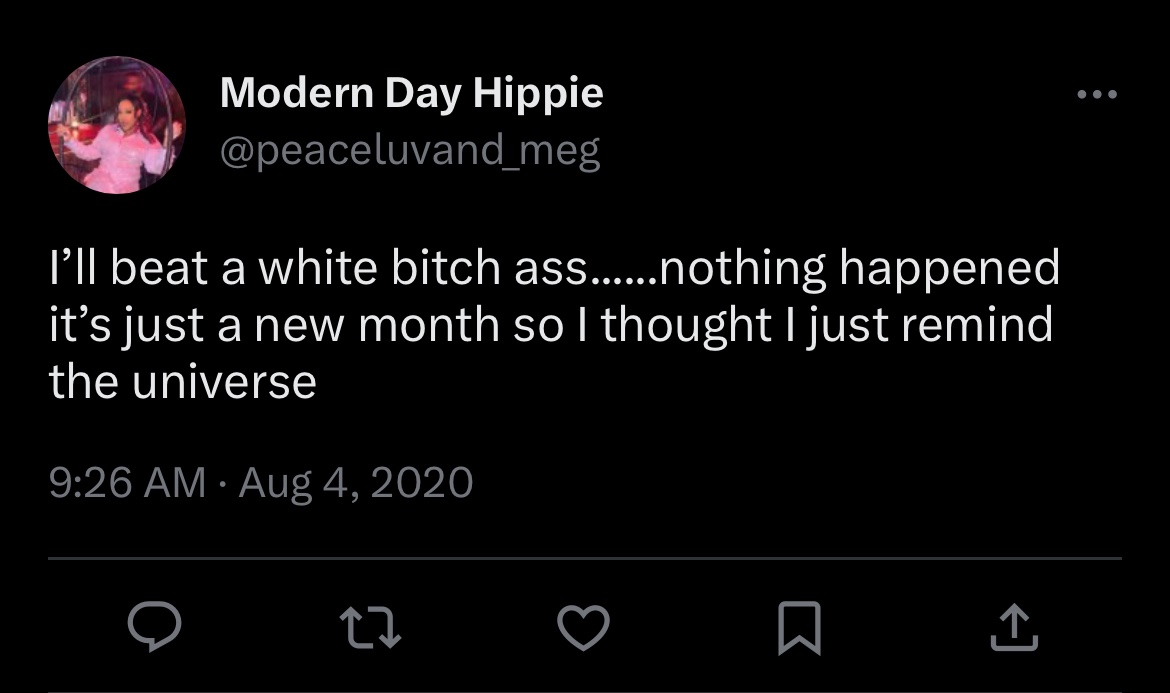 Modern Day Hippie
@peaceluvand_meg
I’ll beat a white bitch ass......nothing happened
it’s just a new month so I thought I just remind
the universe
9:26 AM · Aug 4, 2020